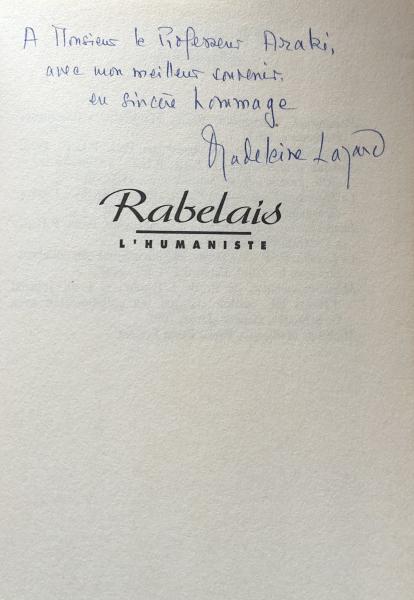 A Monsieur le Professeur Araki,
avec mon meilleur souvenir,
en sincère hommage
Madeleine Lazard
Rabelais
L'HUMANISTE